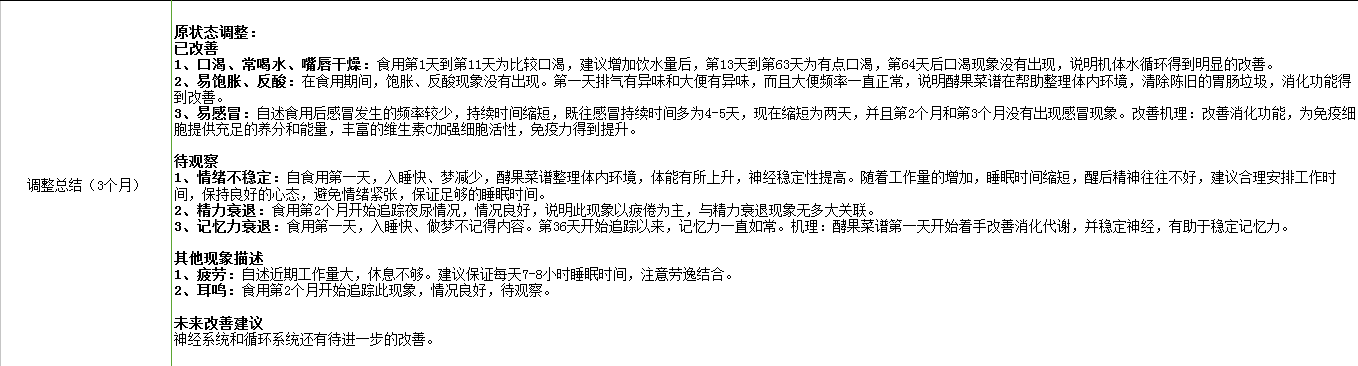 调整总结（3个月）
原状态调整：
已改善
1、口渴、常喝水、嘴唇干燥：食用第1天到第11天为比较口渴，建议增加饮水量后，第13天到第63天为有点口渴，第64天后口渴现象没有出现，说明机体水循环得到明显的改善。
2、易饱胀、反酸：在食用期间，饱胀、反酸现象没有出现。第一天排气有异味和大便有异味，而且大便频率一直正常，说明酵果菜谱在帮助整理体内环境，清除陈旧的胃肠垃圾，消化功能得
到改善。
3、易感冒：自述食用后感冒发生的频率较少，持续时间缩短，既往感冒持续时间多为4-5天，现在缩短为两天，并且第2个月和第3个月没有出现感冒现象。改善机理：改善消化功能，为免疫细
胞提供充足的养分和能量，丰富的维生素C加强细胞活性，免疫力得到提升。
待观察
1、情绪不稳定：自食用第一天，入睡快、梦减少，酵果菜谱整理体内环境，体能有所上升，神经稳定性提高。随着工作量的增加，睡眠时间缩短，醒后精神往往不好，建议合理安排工作时
间，保持良好的心态，避免情绪紧张，保证足够的睡眠时间。
2、精力衰退：食用第2个月开始追踪夜尿情况，情况良好，说明此现象以疲倦为主，与精力衰退现象无多大关联。
3、记忆力衰退：食用第一天，入睡快、做梦不记得内容。第36天开始追踪以来，记忆力一直如常。机理：酵果菜谱第一天开始着手改善消化代谢，并稳定神经，有助于稳定记忆力。
其他现象描述
1、疲劳：自述近期工作量大，休息不够。建议保证每天7-8小时睡眠时间，注意劳逸结合。
2、耳鸣：食用第2个月开始追踪此现象，情况良好，待观察。
未来改善建议
神经系统和循环系统还有待进一步的改善。